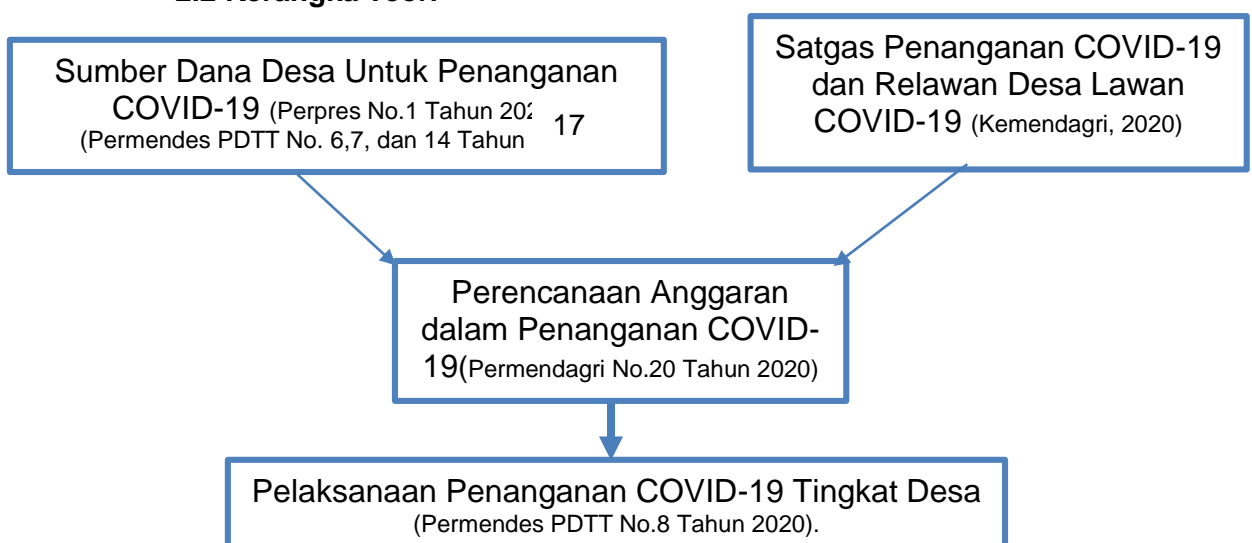 Sumber Dana Desa Untuk Penanganan
COVID-19 (Perpres No.1 Tahun
(Permendes PDTT No. 6,7, dan 14 Tahun
17
Satgas Penanganan COVID-19
dan Relawan Desa Lawan
COVID-19 (Kemendagri, 2020)
Perencanaan Anggaran
dalam Penanganan COVID-
19(Permendagri No.20 Tahun 2020)
Pelaksanaan Penanganan COVID-19 Tingkat Desa
(Permendes PDTT No.8 Tahun 2020).